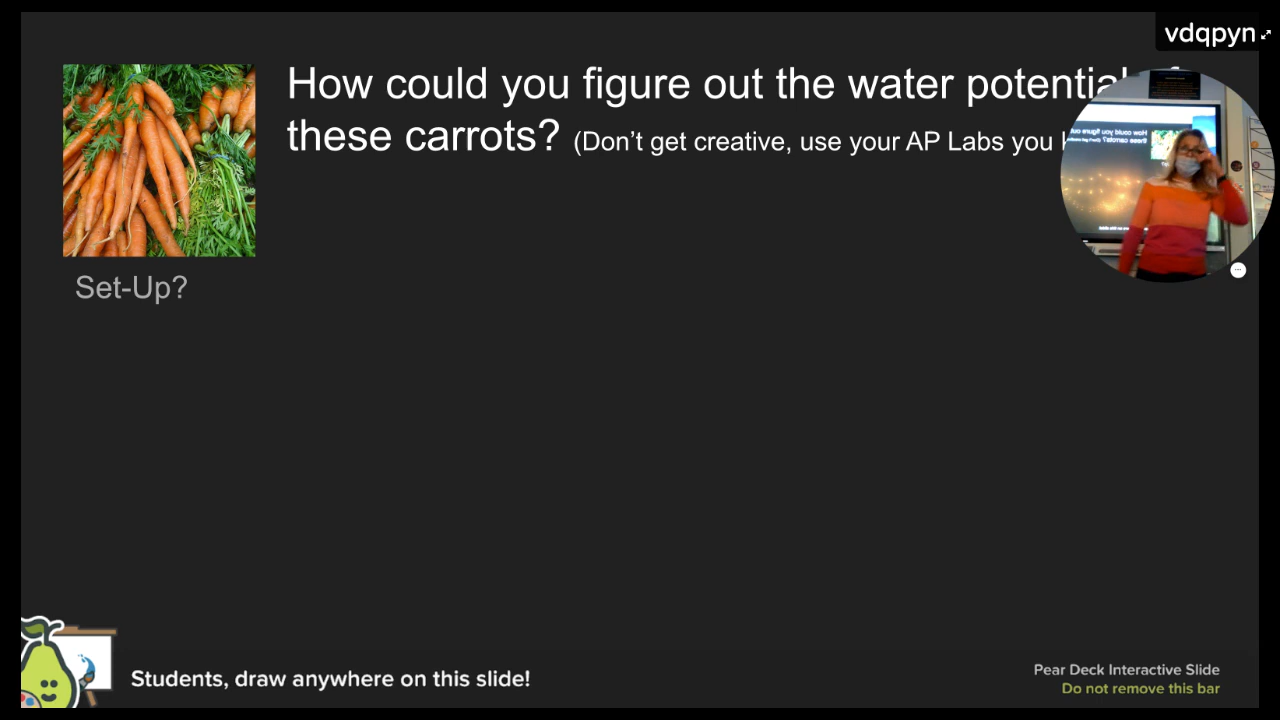 vdqpyn
How could you figure out the water potential
these carrots? (Don't get creative, use your AP Labs you
Set-Up?
Students, draw anywhere on this slide!
Pear Deck Interactive Slide
Do not remove this bar